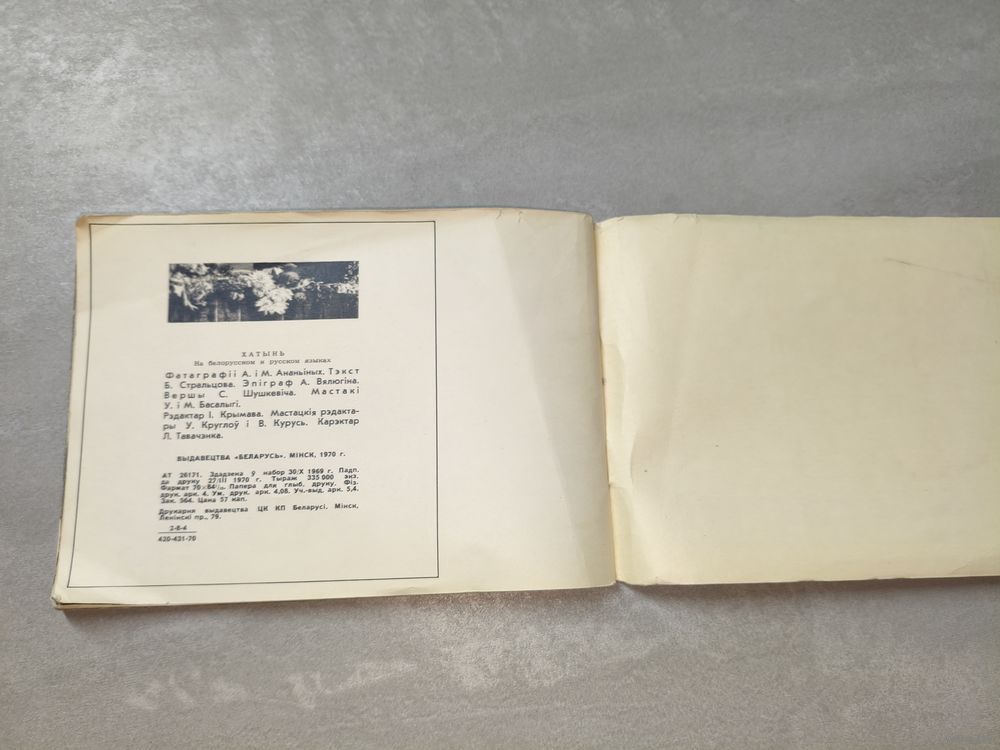 ХАТЫНЬ
На белорусском и русском языках
Фатаграфіі А. і М. Ананьіных. Тэкст
Б. Стральцова. Эпіграф А. Вялюгіна.
Вершы С. Шушкевіча. Мастакі
У. і М. Басалыгі.
Рэдактар І. Крымава. Мастацкія рэдакта-
ры У. Круглоў і В. Курусь. Карэктар
Л. Тавачэнка.
ВЫДАВЕЦТВА «БЕЛАРУСЬ». МІНСК, 1970 г.
АТ 26171. Здадзена ў набор 30/X 1969 г. Падп.
да друку 27/III 1970 г. Тыраж 335 000 экз.
Фармат 70×84 1/16. Папера для глыб. друку. Фіз.
друк. арк. 4. Ум. друк. арк. 4,08. Уч.-выд. арк. 5,4.
Зак. 564. Цана 57 кап.
Друкарня выдавецтва ЦК КП Беларусі, Мінск,
Ленінскі пр., 79.
2-8-4
420-421-70